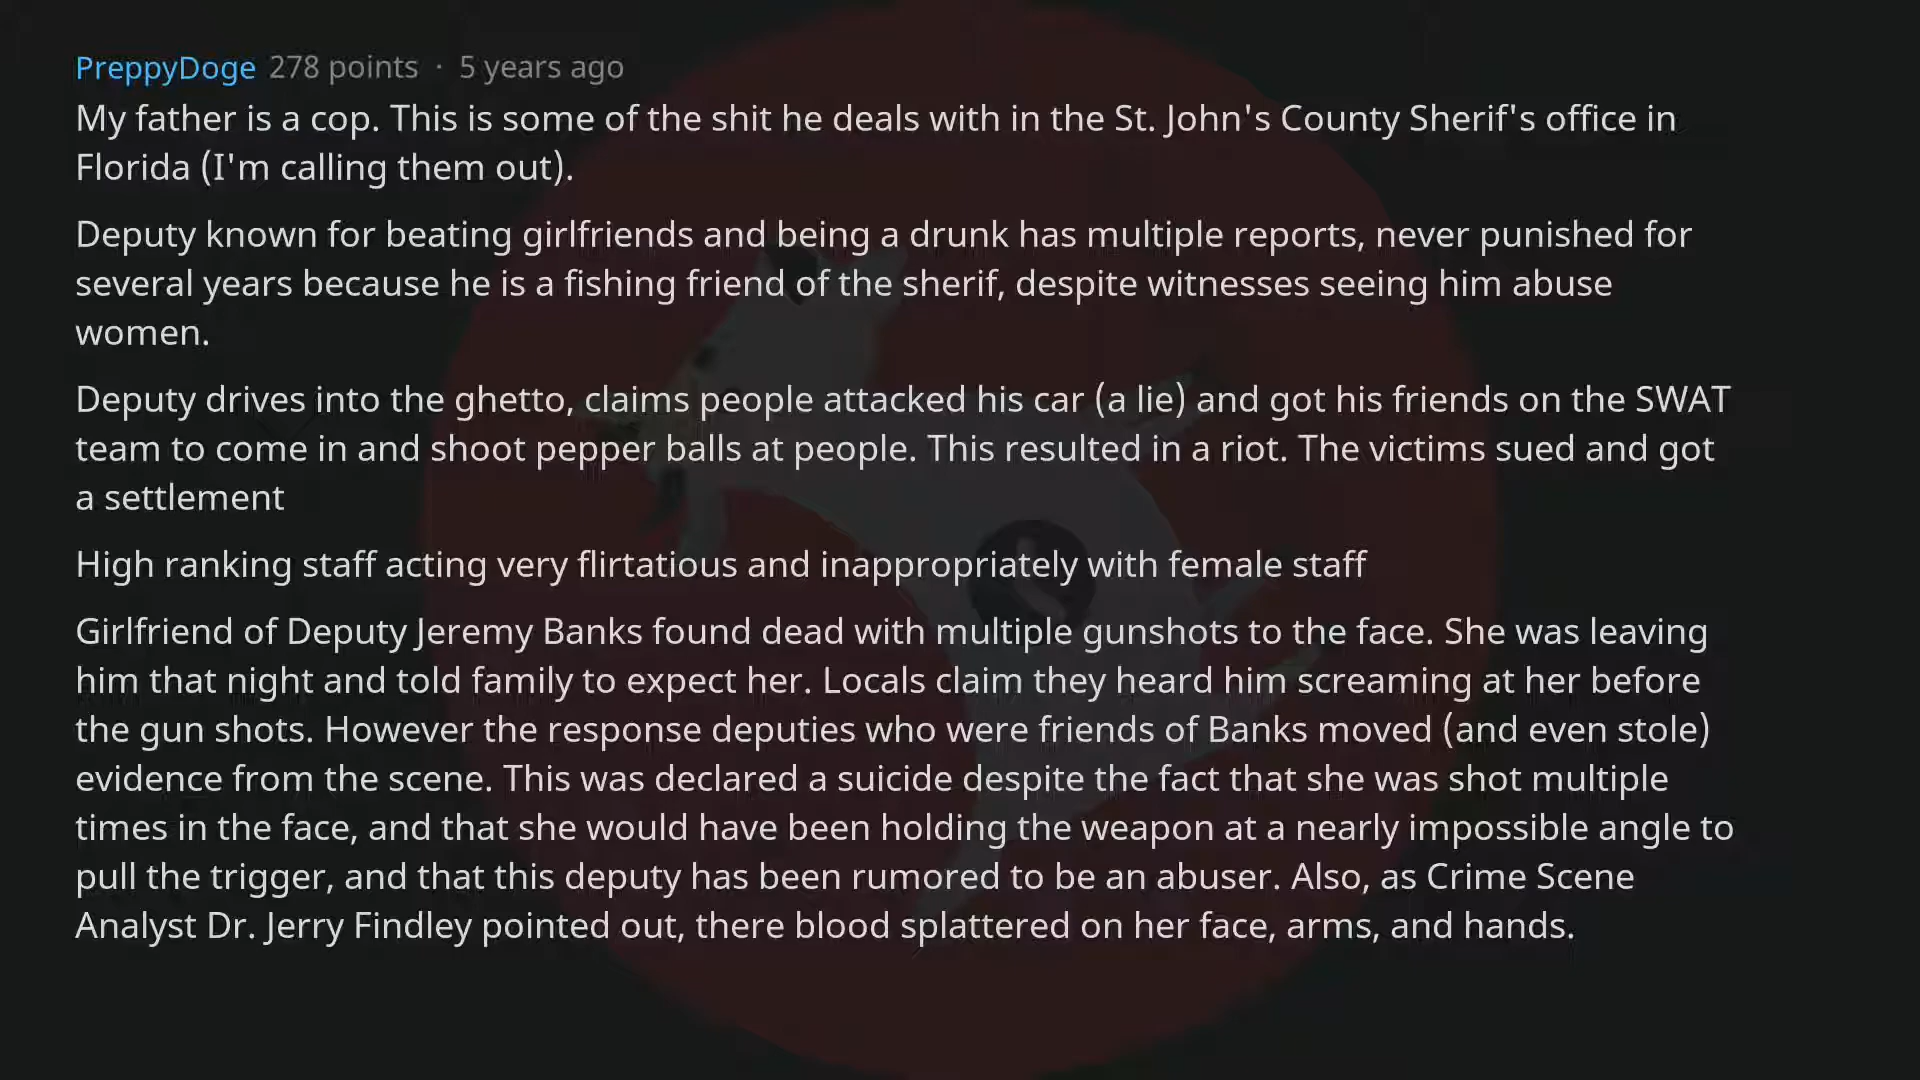 PreppyDoge 278 points · 5 years ago
My father is a cop. This is some of the shit he deals with in the St. John's County Sherif's office in
Florida (I'm calling them out).
Deputy known for beating girlfriends and being a drunk has multiple reports, never punished for
several years because he is a fishing friend of the sherif, despite witnesses seeing him abuse
women.
Deputy drives into the ghetto, claims people attacked his car (a lie) and got his friends on the SWAT
team to come in and shoot pepper balls at people. This resulted in a riot. The victims sued and got
a settlement
High ranking staff acting very flirtatious and inappropriately with female staff
Girlfriend of Deputy Jeremy Banks found dead with multiple gunshots to the face. She was leaving
him that night and told family to expect her. Locals claim they heard him screaming at her before
the gun shots. However the response deputies who were friends of Banks moved (and even stole)
evidence from the scene. This was declared a suicide despite the fact that she was shot multiple
times in the face, and that she would have been holding the weapon at a nearly impossible angle to
pull the trigger, and that this deputy has been rumored to be an abuser. Also, as Crime Scene
Analyst Dr. Jerry Findley pointed out, there blood splattered on her face, arms, and hands.